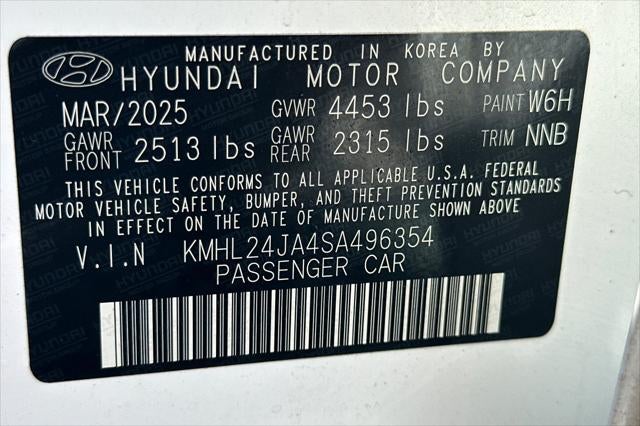 MANUFACTURED IN KOREA BY
HYUNDAI MOTOR COMPANY
MAR/2025 GVWR 4453 lbs PAINT W6H
GAWR FRONT 2513 lbs GAWR REAR 2315 lbs TRIM NNB
THIS VEHICLE CONFORMS TO ALL APPLICABLE U.S.A. FEDERAL
MOTOR VEHICLE SAFETY, BUMPER, AND THEFT PREVENTION STANDARDS
IN EFFECT ON THE DATE OF MANUFACTURE SHOWN ABOVE
V.I.N KMHL24JA4SA496354
PASSENGER CAR